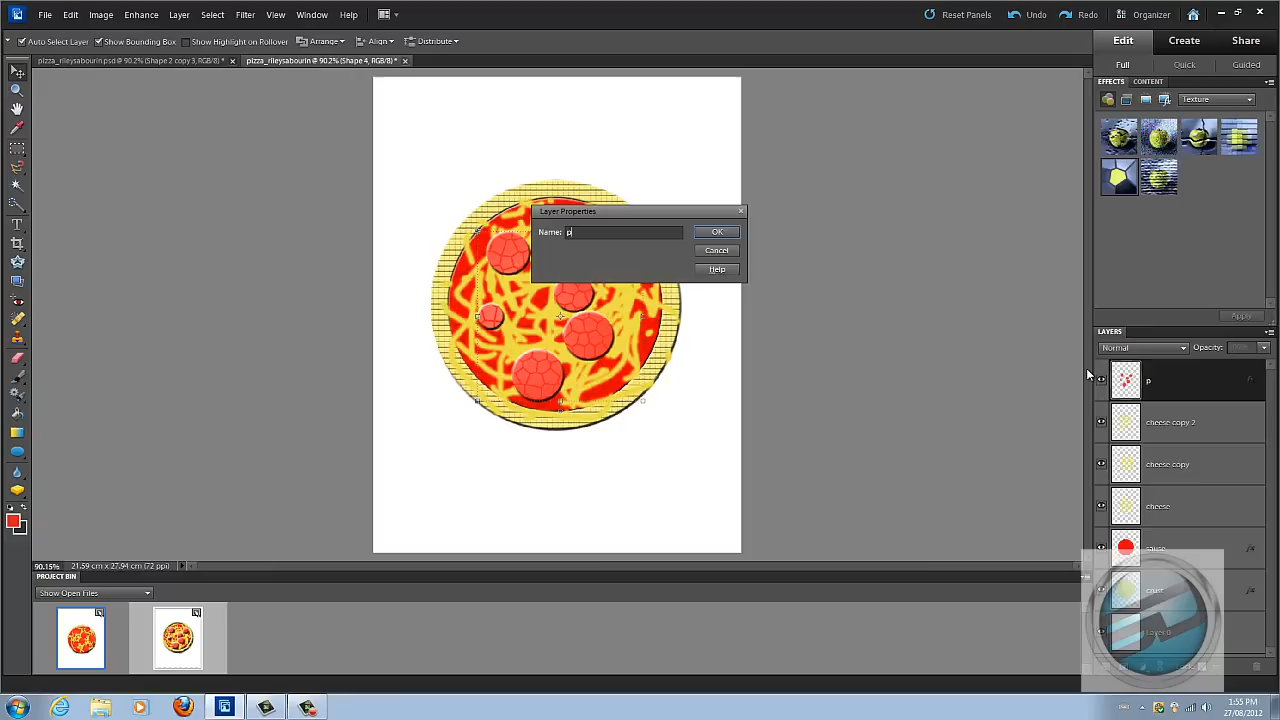 File Edit Image Enhance Layer Select Filter View Window Help Reset Panels Undo Redo Organizer
Auto Select Layer Show Bounding Box Show Highlight on Rollover Arrange Align Distribute Edit Create Share
pizza_rileysabourin.psd @ 90.2% (Shape 2 copy 3, RGB/8) * pizza_rileysabourin @ 90.2% (Shape 4, RGB/8) *
Full Quick Guided
EFFECTS CONTENT
Texture
Layer Properties
Name: p OK
Cancel
Help
Apply
LAYERS
Normal Opacity:
p
cheese copy 2
cheese copy
cheese
sause
crust
Layer 0
90.15% 21.59 cm x 27.94 cm (72 ppi)
PROJECT BIN
Show Open Files
1:55 PM
27/08/2012